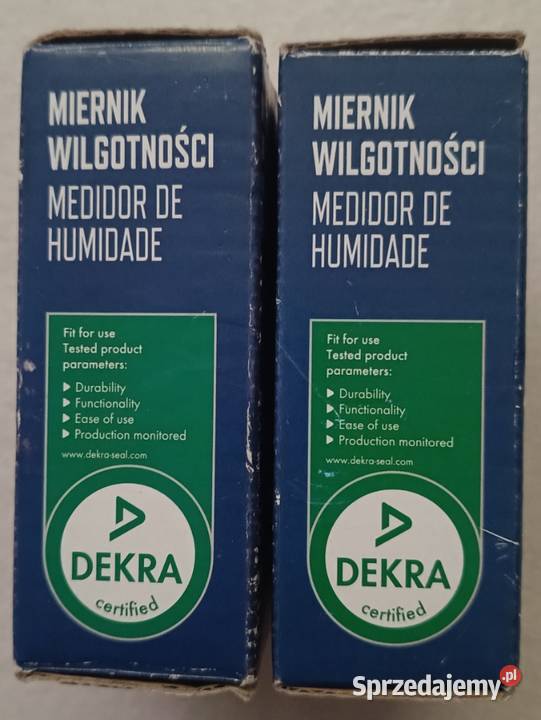 MIERNIK
WILGOTNOŚCI
MEDIDOR DE
HUMIDADE
Fit for use
Tested product
parameters:
Durability
Functionality
Ease of use
Production monitored
www.dekra-seal.com
DEKRA
certified
MIERNIK
WILGOTNOŚCI
MEDIDOR DE
HUMIDADE
Fit for use
Tested product
parameters:
Durability
Functionality
Ease of use
Production monitored
www.dekra-seal.com
DEKRA
certified
Sprzedajemy.pl